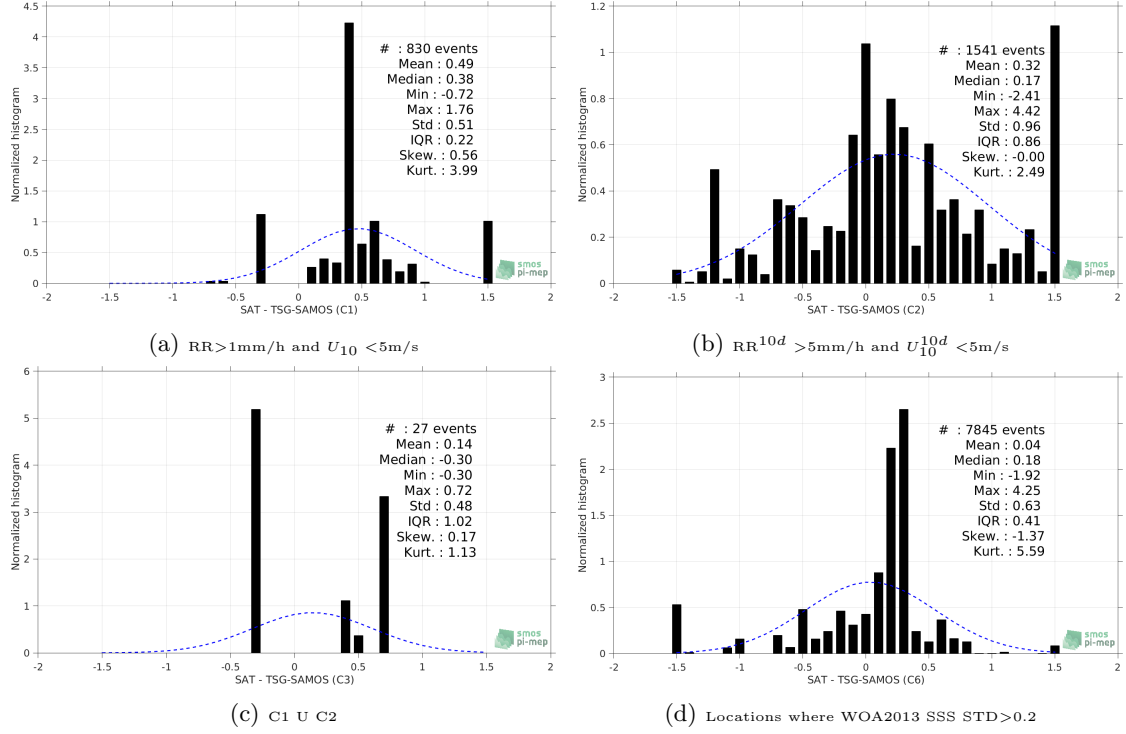 4.5
4
3.5
3
2.5
2
1.5
1
0.5
0
Normalized histogram
# : 830 events
Mean : 0.49
Median : 0.38
Min : -0.72
Max : 1.76
Std : 0.51
IQR : 0.22
Skew. : 0.56
Kurt. : 3.99
smos
pi-mep
-2 -1.5 -1 -0.5 0 0.5 1 1.5 2
SAT - TSG-SAMOS (C1)
(a) RR>1mm/h and U10 <5m/s
1.2
1
0.8
0.6
0.4
0.2
0
Normalized histogram
# : 1541 events
Mean : 0.32
Median : 0.17
Min : -2.41
Max : 4.42
Std : 0.96
IQR : 0.86
Skew. : -0.00
Kurt. : 2.49
smos
pi-mep
-2 -1.5 -1 -0.5 0 0.5 1 1.5 2
SAT - TSG-SAMOS (C2)
(b) RR10d >5mm/h and U10 10d <5m/s
6
5
4
3
2
1
0
Normalized histogram
# : 27 events
Mean : 0.14
Median : -0.30
Min : -0.30
Max : 0.72
Std : 0.48
IQR : 1.02
Skew. : 0.17
Kurt. : 1.13
smos
pi-mep
-2 -1.5 -1 -0.5 0 0.5 1 1.5 2
SAT - TSG-SAMOS (C3)
(c) C1 U C2
3
2.5
2
1.5
1
0.5
0
Normalized histogram
# : 7845 events
Mean : 0.04
Median : 0.18
Min : -1.92
Max : 4.25
Std : 0.63
IQR : 0.41
Skew. : -1.37
Kurt. : 5.59
smos
pi-mep
-2 -1.5 -1 -0.5 0 0.5 1 1.5 2
SAT - TSG-SAMOS (C6)
(d) Locations where WOA2013 SSS STD>0.2